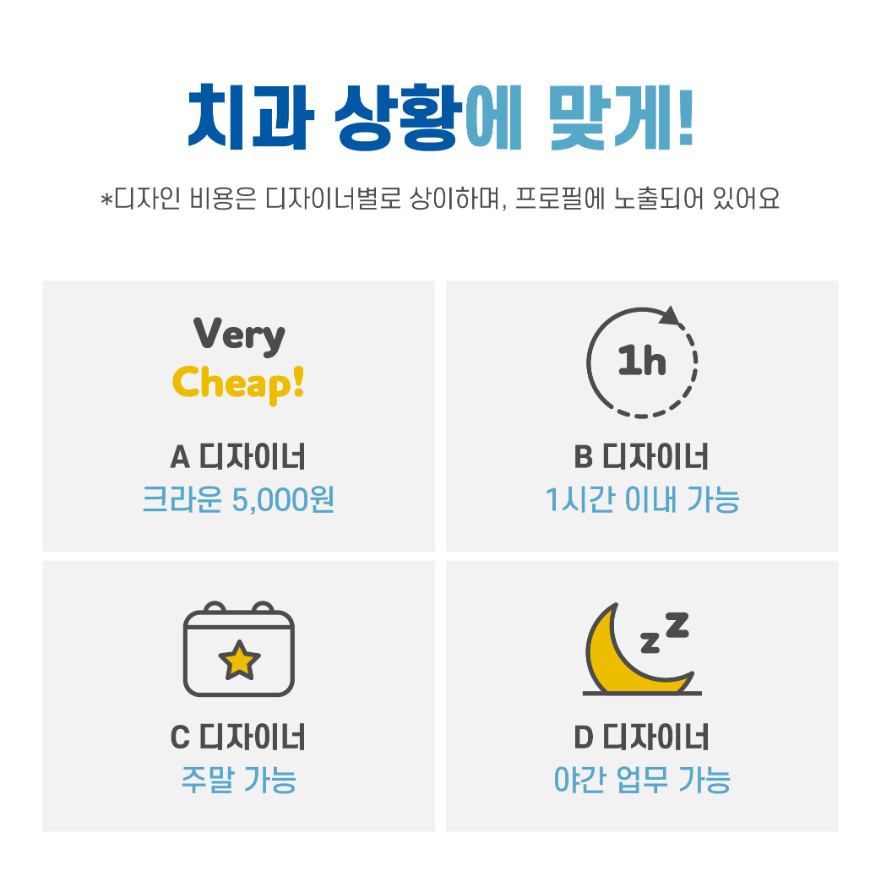 치과 상황에 맞게!
*디자인 비용은 디자이너별로 상이하며, 프로필에 노출되어 있어요
Very
Cheap!
A 디자이너
크라운 5,000원
1h
B 디자이너
1시간 이내 가능
C 디자이너
주말 가능
z z
D 디자이너
야간 업무 가능